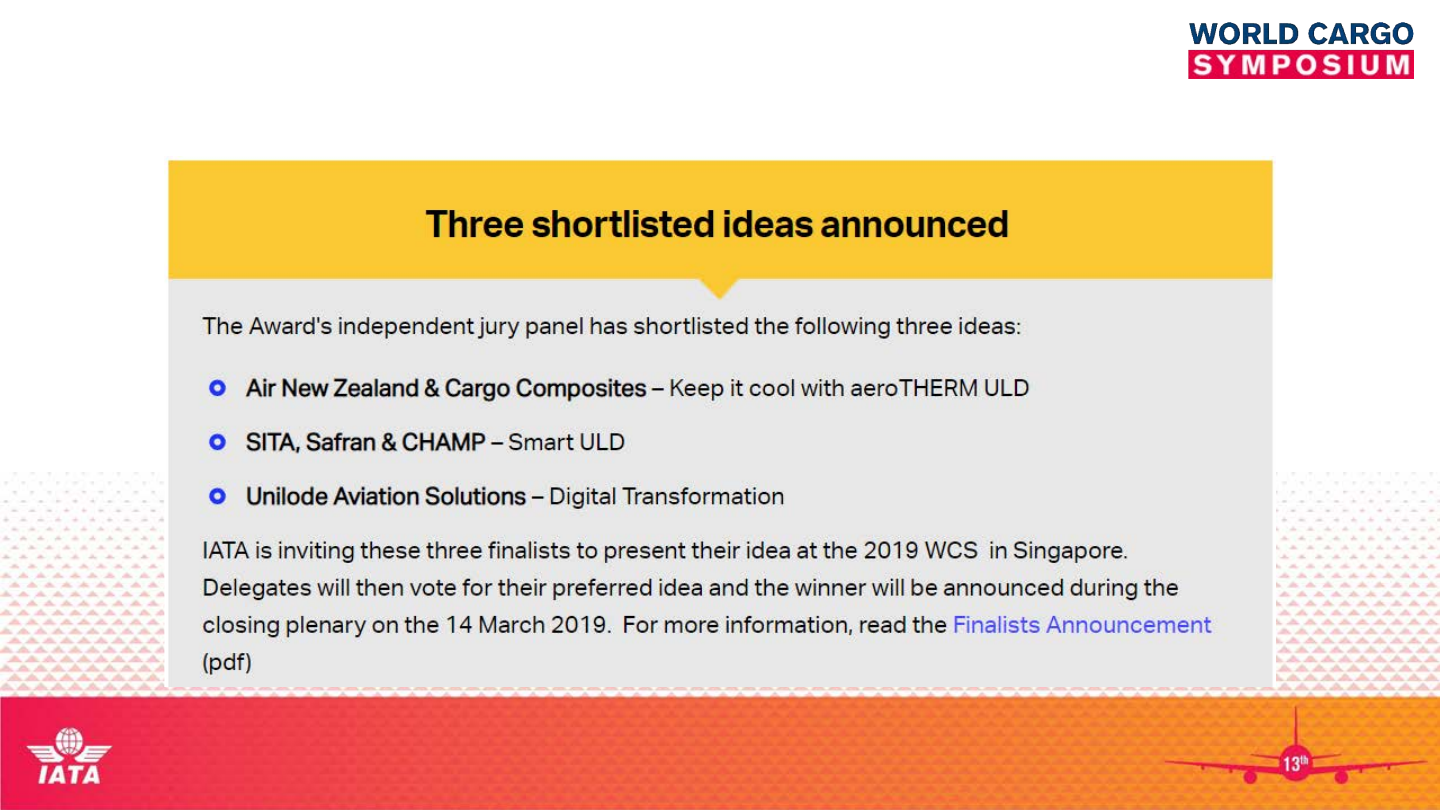 WORLD CARGO
SYMPOSIUM
Three shortlisted ideas announced
The Award's independent jury panel has shortlisted the following three ideas:
Air New Zealand & Cargo Composites – Keep it cool with aeroTHERM ULD
SITA, Safran & CHAMP – Smart ULD
Unilode Aviation Solutions – Digital Transformation
IATA is inviting these three finalists to present their idea at the 2019 WCS  in Singapore.
Delegates will then vote for their preferred idea and the winner will be announced during the
closing plenary on the 14 March 2019.  For more information, read the Finalists Announcement
(pdf)
IATA
13th